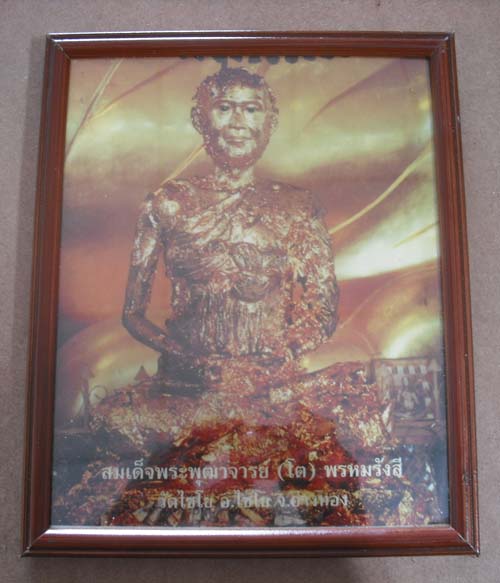 สมเด็จพระพุฒาจารย์ (โต) พรหมรังสี
วัดไชโย อ.ไชโย จ.อ่างทอง